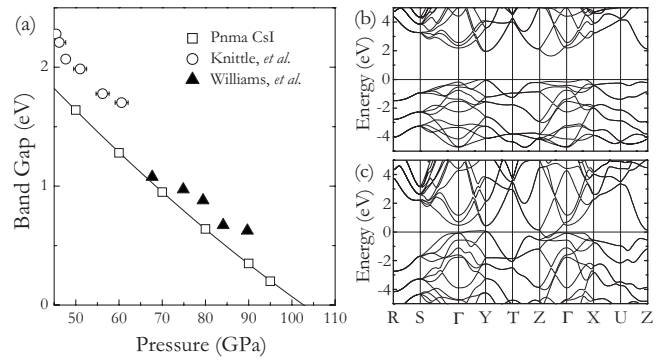 (a)
Pnma CsI
Knittle, et al.
Williams, et al.
Band Gap (eV)
2
1
0
50 60 70 80 90 100 110
Pressure (GPa)
(b)
Energy (eV)
4
2
0
-2
-4
(c)
Energy (eV)
4
2
0
-2
-4
R S Γ Y T Z Γ X U Z